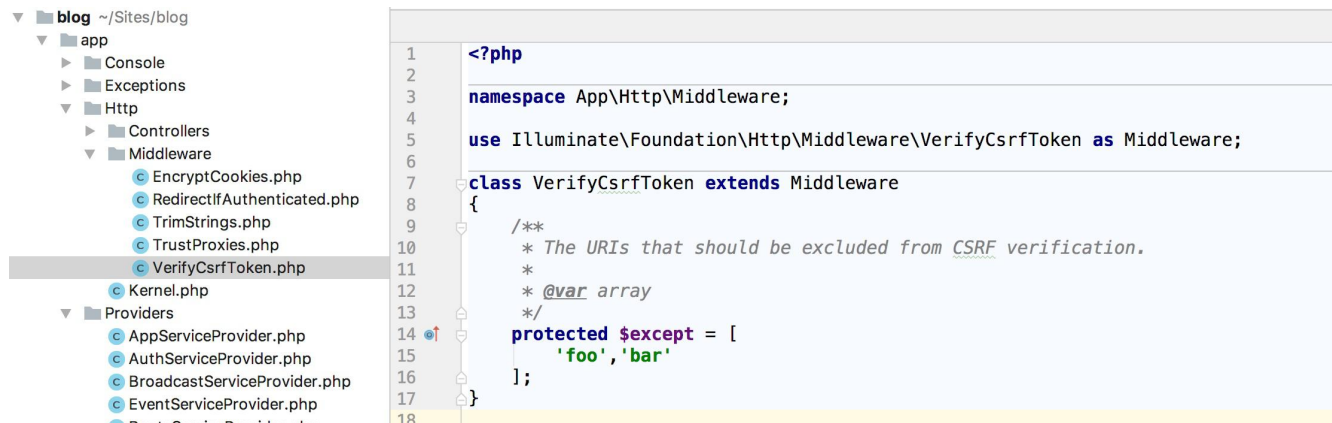 blog ~/Sites/blog
app
Console
Exceptions
Http
Controllers
Middleware
EncryptCookies.php
RedirectIfAuthenticated.php
TrimStrings.php
TrustProxies.php
VerifyCsrfToken.php
Kernel.php
Providers
AppServiceProvider.php
AuthServiceProvider.php
BroadcastServiceProvider.php
EventServiceProvider.php
1 <?php
2
3 namespace App\Http\Middleware;
4
5 use Illuminate\Foundation\Http\Middleware\VerifyCsrfToken as Middleware;
6
7 class VerifyCsrfToken extends Middleware
8 {
9 /**
10 * The URIs that should be excluded from CSRF verification.
11 *
12 * @var array
13 */
14 protected $except = [
15 'foo','bar'
16 ];
17 }
18